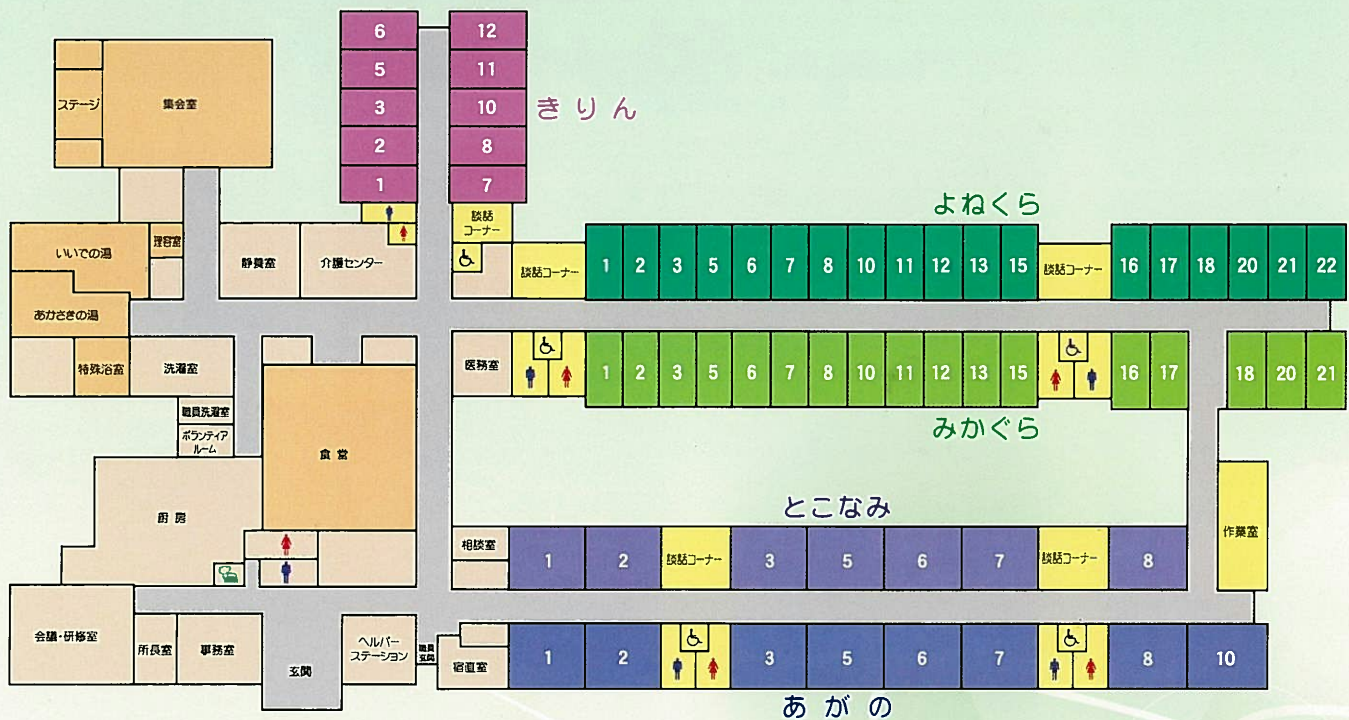 6
12
5
11
3
10
2
8
1
7
きりん
ステージ
集会室
談話
コーナー
よねくら
いいでの湯
理容室
静養室
介護センター
談話コーナー
1 2 3 5 6 7 8 10 11 12 13 15
談話コーナー
16 17 18 20 21 22
あかさきの湯
特殊浴室
洗濯室
医務室
1 2 3 5 6 7 8 10 11 12 13 15
16 17
18 20 21
みかぐら
職員洗濯室
ボランティア
ルーム
食堂
厨房
とこなみ
相談室
1
2
談話コーナー
3
5
6
7
談話コーナー
8
作業室
会議・研修室
所長室
事務室
玄関
ヘルパー
ステーション
職員
玄関
宿直室
1
2
3
5
6
7
8
10
あがの